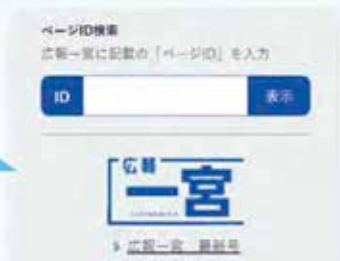 ページID検索
広報一宮に記載の「ページID」を入力
ID
表示
広報
一宮
広報一宮 最新号